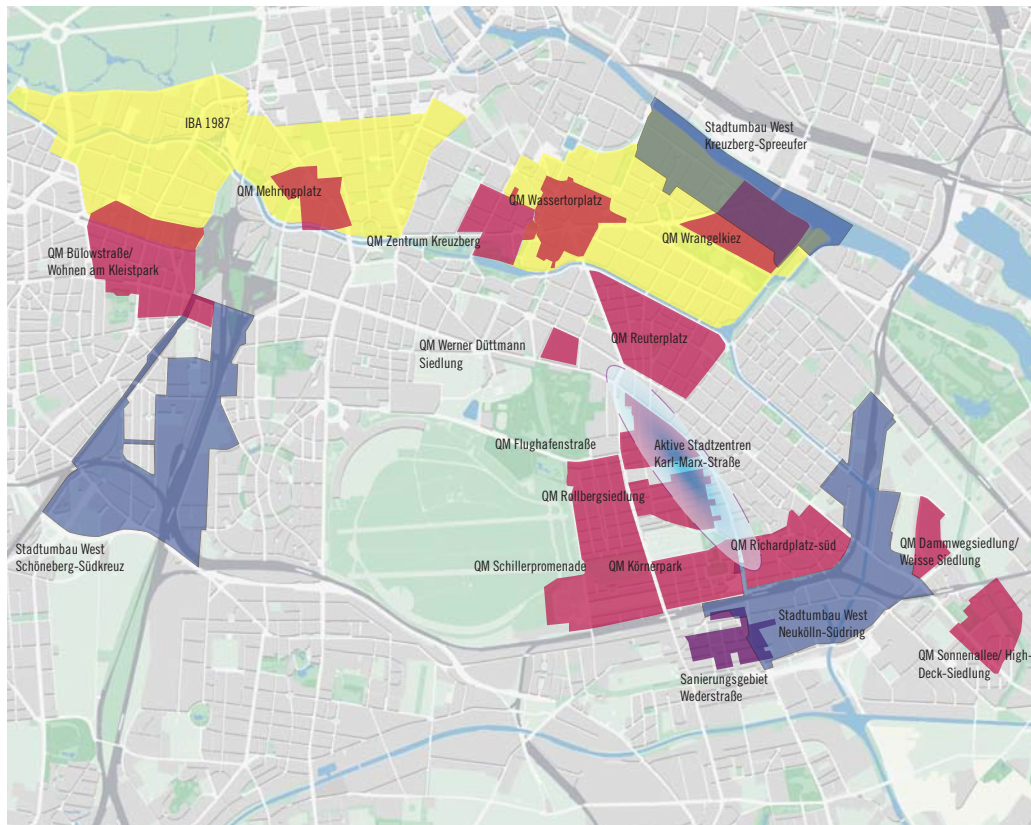 IBA 1987
Stadtumbau West
Kreuzberg-Spreeufer
QM Mehringplatz
QM Wassertorplatz
QM Zentrum Kreuzberg
QM Wrangelkiez
QM Bülowstraße/
Wohnen am Kleistpark
QM Werner Düttmann
Siedlung
QM Reuterplatz
QM Flughafenstraße
Aktive Stadtzentren
Karl-Marx-Straße
QM Rollbergsiedlung
Stadtumbau West
Schöneberg-Südkreuz
QM Schillerpromenade
QM Körnerpark
QM Richardplatz-süd
QM Dammwegsiedlung/
Weisse Siedlung
Stadtumbau West
Neukölln-Südring
QM Sonnenallee/ High-
Deck-Siedlung
Sanierungsgebiet
Wederstraße